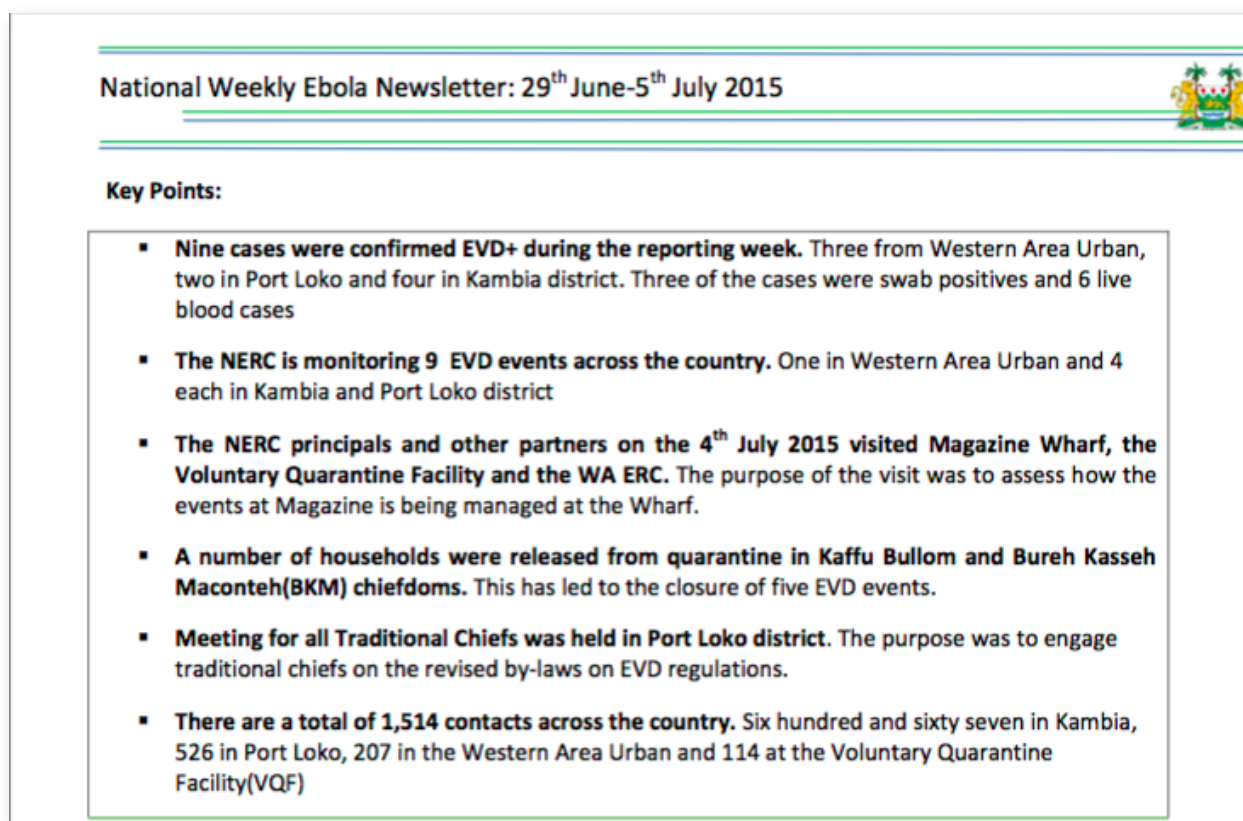 National Weekly Ebola Newsletter: 29th June-5th July 2015
Key Points:
▪ Nine cases were confirmed EVD+ during the reporting week. Three from Western Area Urban,
two in Port Loko and four in Kambia district. Three of the cases were swab positives and 6 live
blood cases
▪ The NERC is monitoring 9 EVD events across the country. One in Western Area Urban and 4
each in Kambia and Port Loko district
▪ The NERC principals and other partners on the 4th July 2015 visited Magazine Wharf, the
Voluntary Quarantine Facility and the WA ERC. The purpose of the visit was to assess how the
events at Magazine is being managed at the Wharf.
▪ A number of households were released from quarantine in Kaffu Bullom and Bureh Kasseh
Maconteh(BKM) chiefdoms. This has led to the closure of five EVD events.
▪ Meeting for all Traditional Chiefs was held in Port Loko district. The purpose was to engage
traditional chiefs on the revised by-laws on EVD regulations.
▪ There are a total of 1,514 contacts across the country. Six hundred and sixty seven in Kambia,
526 in Port Loko, 207 in the Western Area Urban and 114 at the Voluntary Quarantine
Facility(VQF)